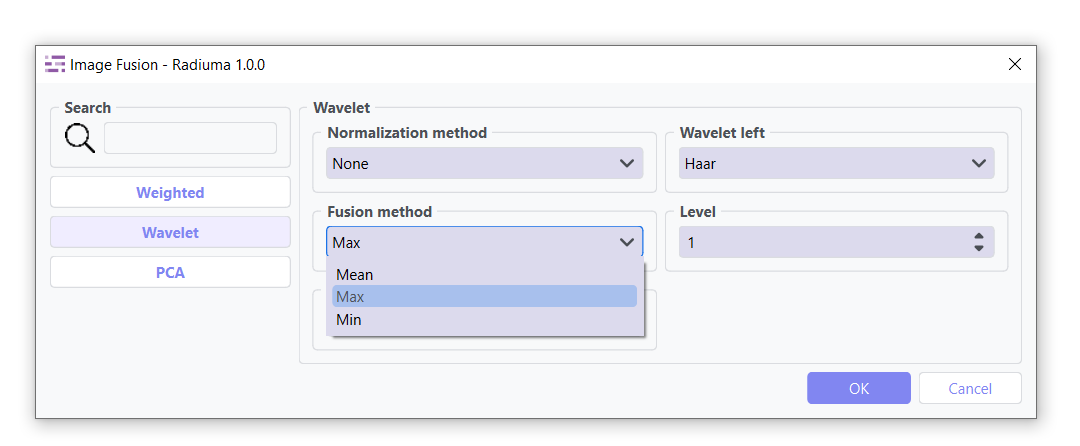 Image Fusion - Radiuma 1.0.0
Search
Weighted
Wavelet
PCA
Wavelet
Normalization method
None
Wavelet left
Haar
Fusion method
Max
Level
1
Mean
Max
Min
OK
Cancel